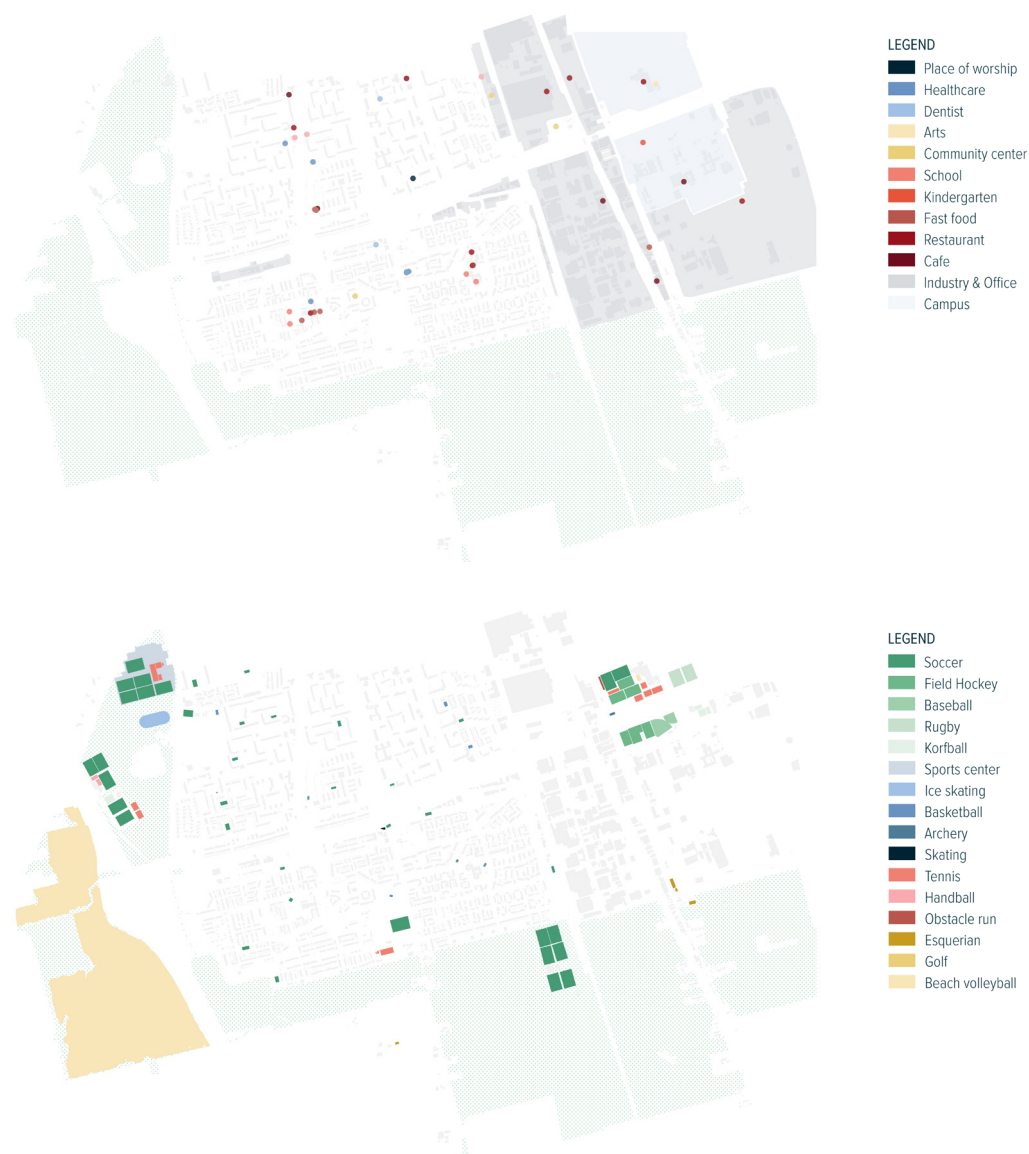 LEGEND
Place of worship
Healthcare
Dentist
Arts
Community center
School
Kindergarten
Fast food
Restaurant
Cafe
Industry & Office
Campus
LEGEND
Soccer
Field Hockey
Baseball
Rugby
Korfball
Sports center
Ice skating
Basketball
Archery
Skating
Tennis
Handball
Obstacle run
Esquerian
Golf
Beach volleyball